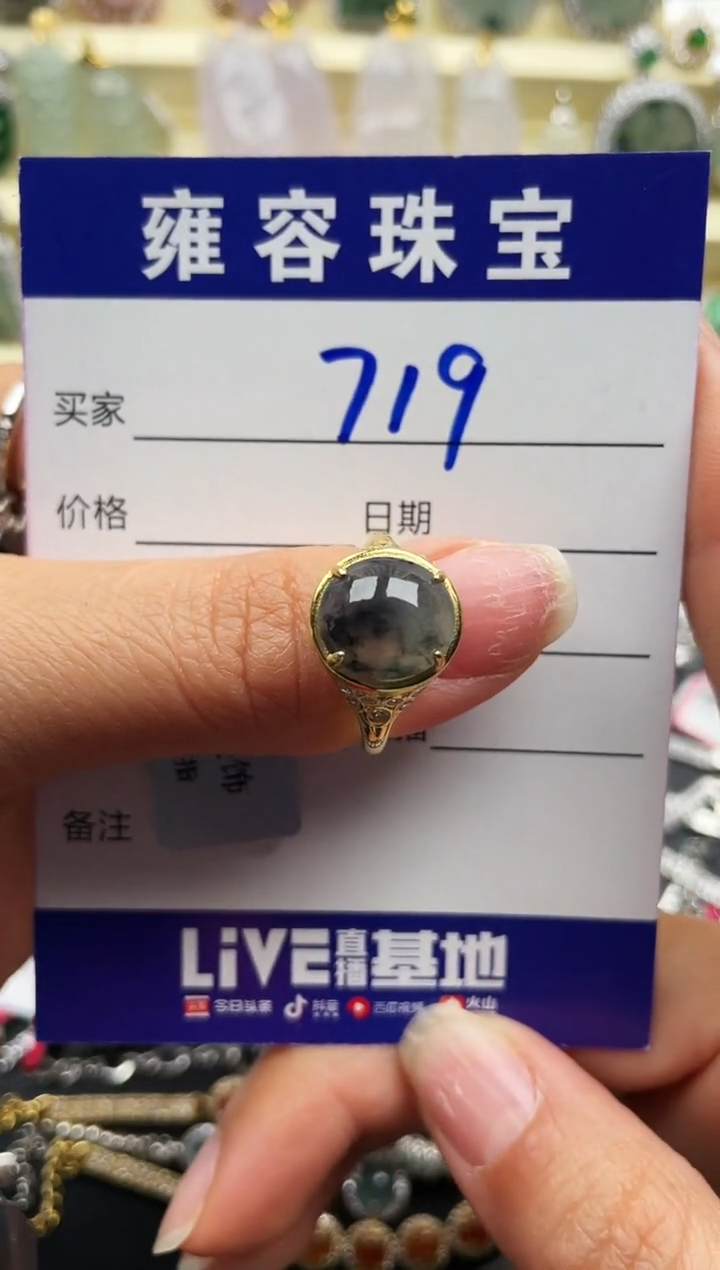 雍容珠宝
买家 719
价格 日期
备注
LiVE直播基地
今日头条 抖音 西瓜视频 火山